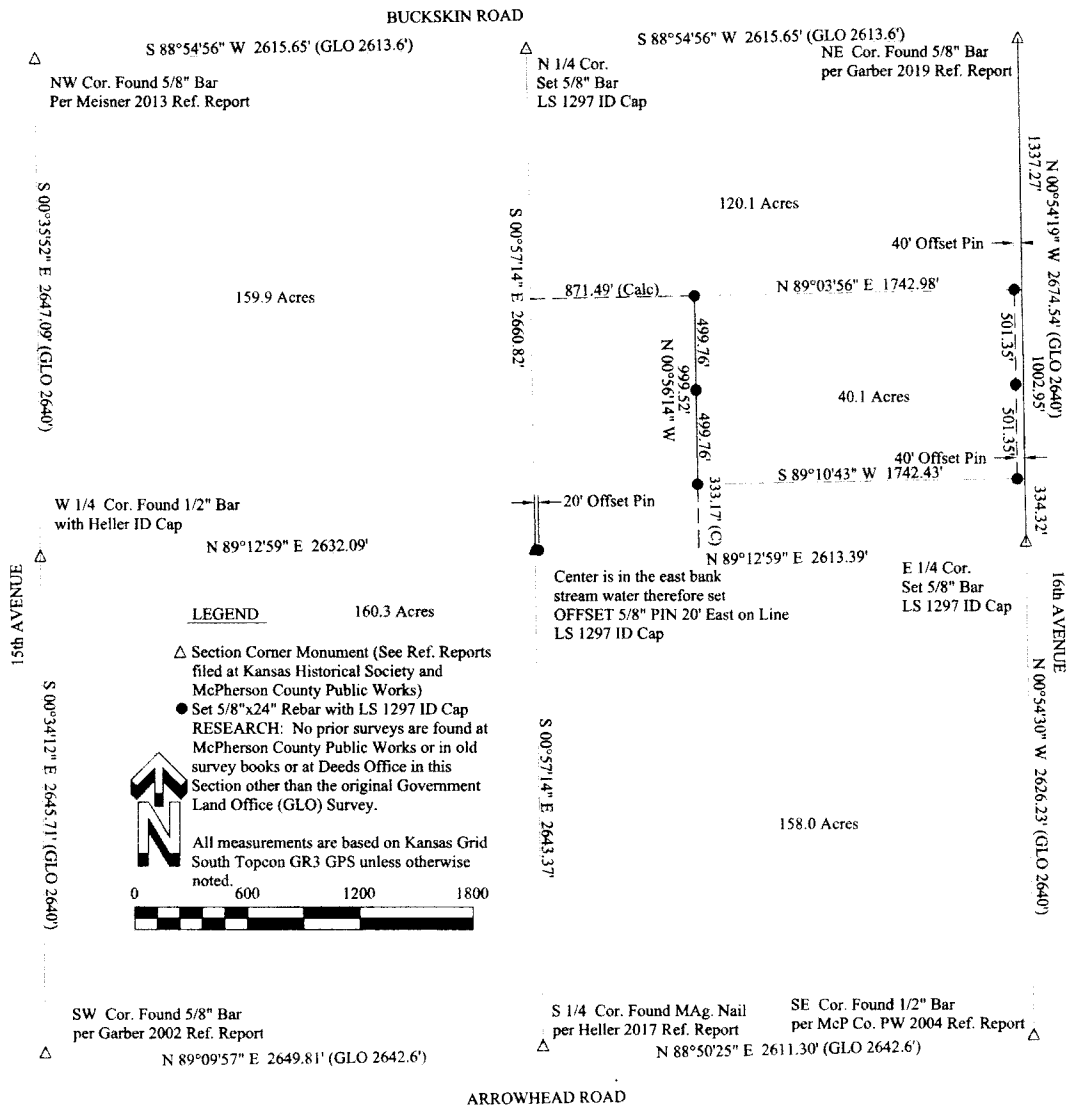 BUCKSKIN ROAD
S 88°54'56" W 2615.65' (GLO 2613.6')
S 88°54'56" W 2615.65' (GLO 2613.6')
NW Cor. Found 5/8" Bar
Per Meisner 2013 Ref. Report
N 1/4 Cor.
Set 5/8" Bar
LS 1297 ID Cap
NE Cor. Found 5/8" Bar
per Garber 2019 Ref. Report
S 00°35'52" E 2647.09' (GLO 2640')
159.9 Acres
S 00°57'14" E 2660.82'
120.1 Acres
1337.27'
N 00°54'19" W 2674.54' (GLO 2640')
40' Offset Pin
871.49' (Calc)
N 89°03'56" E 1742.98'
499.76'
999.52'
N 00°56'14" W
499.76'
40.1 Acres
501.35'
1002.95'
501.35'
40' Offset Pin
S 89°10'43" W 1742.43'
333.17' (C)
334.32'
W 1/4 Cor. Found 1/2" Bar
with Heller ID Cap
20' Offset Pin
N 89°12'59" E 2632.09'
N 89°12'59" E 2613.39'
Center is in the east bank
stream water therefore set
OFFSET 5/8" PIN 20' East on Line
LS 1297 ID Cap
E 1/4 Cor.
Set 5/8" Bar
LS 1297 ID Cap
15th AVENUE
16th AVENUE
LEGEND
160.3 Acres
Section Corner Monument (See Ref. Reports
filed at Kansas Historical Society and
McPherson County Public Works)
Set 5/8"x24" Rebar with LS 1297 ID Cap
RESEARCH: No prior surveys are found at
McPherson County Public Works or in old
survey books or at Deeds Office in this
Section other than the original Government
Land Office (GLO) Survey.
All measurements are based on Kansas Grid
South Topcon GR3 GPS unless otherwise
noted.
N
0 600 1200 1800
S 00°34'12" E 2645.71' (GLO 2640')
S 00°57'14" E 2643.37'
158.0 Acres
N 00°54'30" W 2626.23' (GLO 2640')
SW Cor. Found 5/8" Bar
per Garber 2002 Ref. Report
S 1/4 Cor. Found MAg. Nail
per Heller 2017 Ref. Report
SE Cor. Found 1/2" Bar
per McP Co. PW 2004 Ref. Report
N 89°09'57" E 2649.81' (GLO 2642.6')
N 88°50'25" E 2611.30' (GLO 2642.6')
ARROWHEAD ROAD